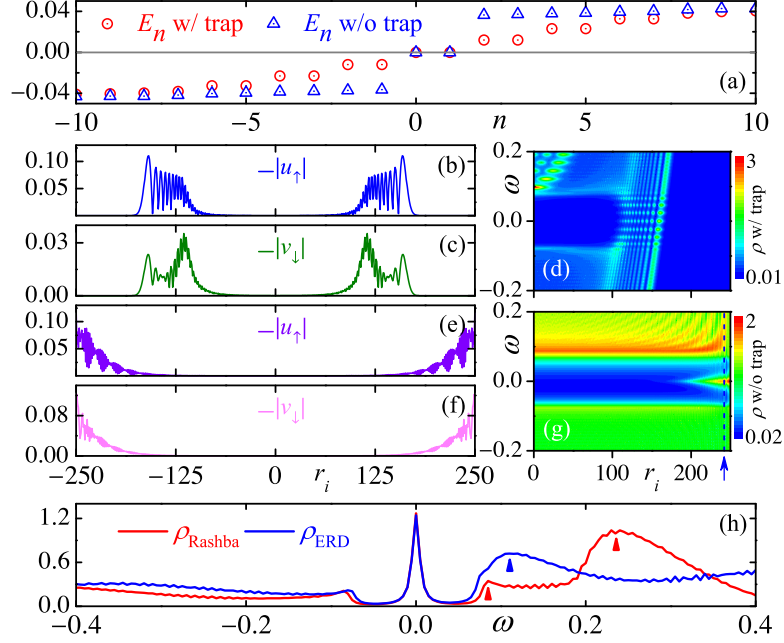 0.04
E_n w/ trap
E_n w/o trap
0.00
−0.04
(a)
−10
−5
0
n
5
10
0.10
0.05
|u↑|
(b)
0.03
0.00
|v↓|
(c)
0.10
0.05
|u↑|
(e)
0.08
0.00
|v↓|
(f)
−250
−125
0
r_i
125
250
0.2
ω
0.0
−0.2
(d)
3
ρ w/ trap
0.01
0.2
ω
0.0
−0.2
(g)
2
ρ w/o trap
0.02
0
100
r_i
200
1.2
0.6
0.0
ρ_Rashba
ρ_ERD
(h)
−0.4
−0.2
0.0
ω
0.2
0.4